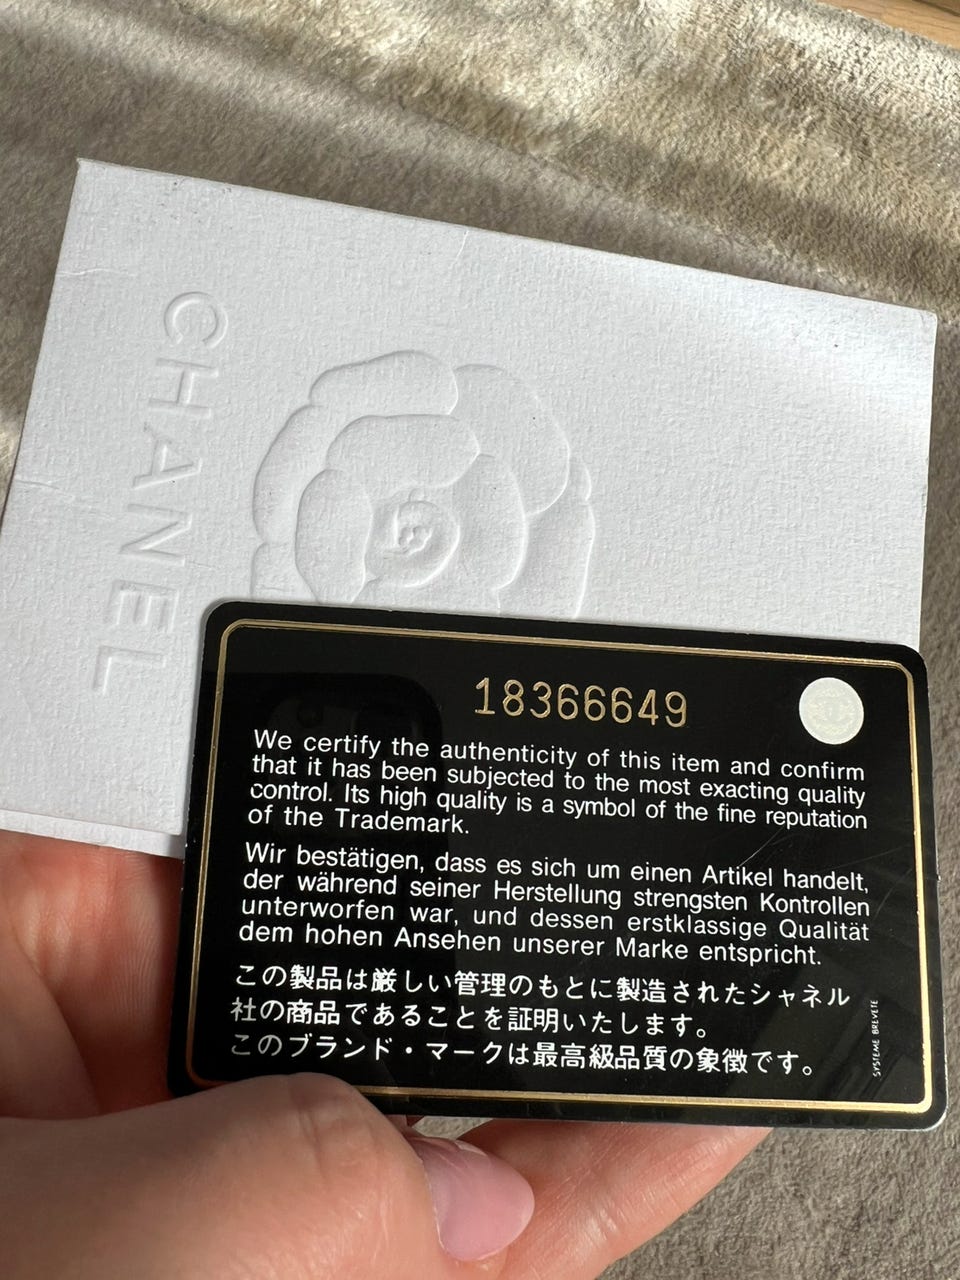 CHANEL
18366649
We certify the authenticity of this item and confirm
that it has been subjected to the most exacting quality
control. Its high quality is a symbol of the fine reputation
of the Trademark.
Wir bestätigen, dass es sich um einen Artikel handelt,
der während seiner Herstellung strengsten Kontrollen
unterworfen war, und dessen erstklassige Qualität
dem hohen Ansehen unserer Marke entspricht.
この製品は厳しい管理のもとに製造されたシャネル
社の商品であることを証明いたします。
このブランド・マークは最高級品質の象徴です。
SYSTEME BREVETE